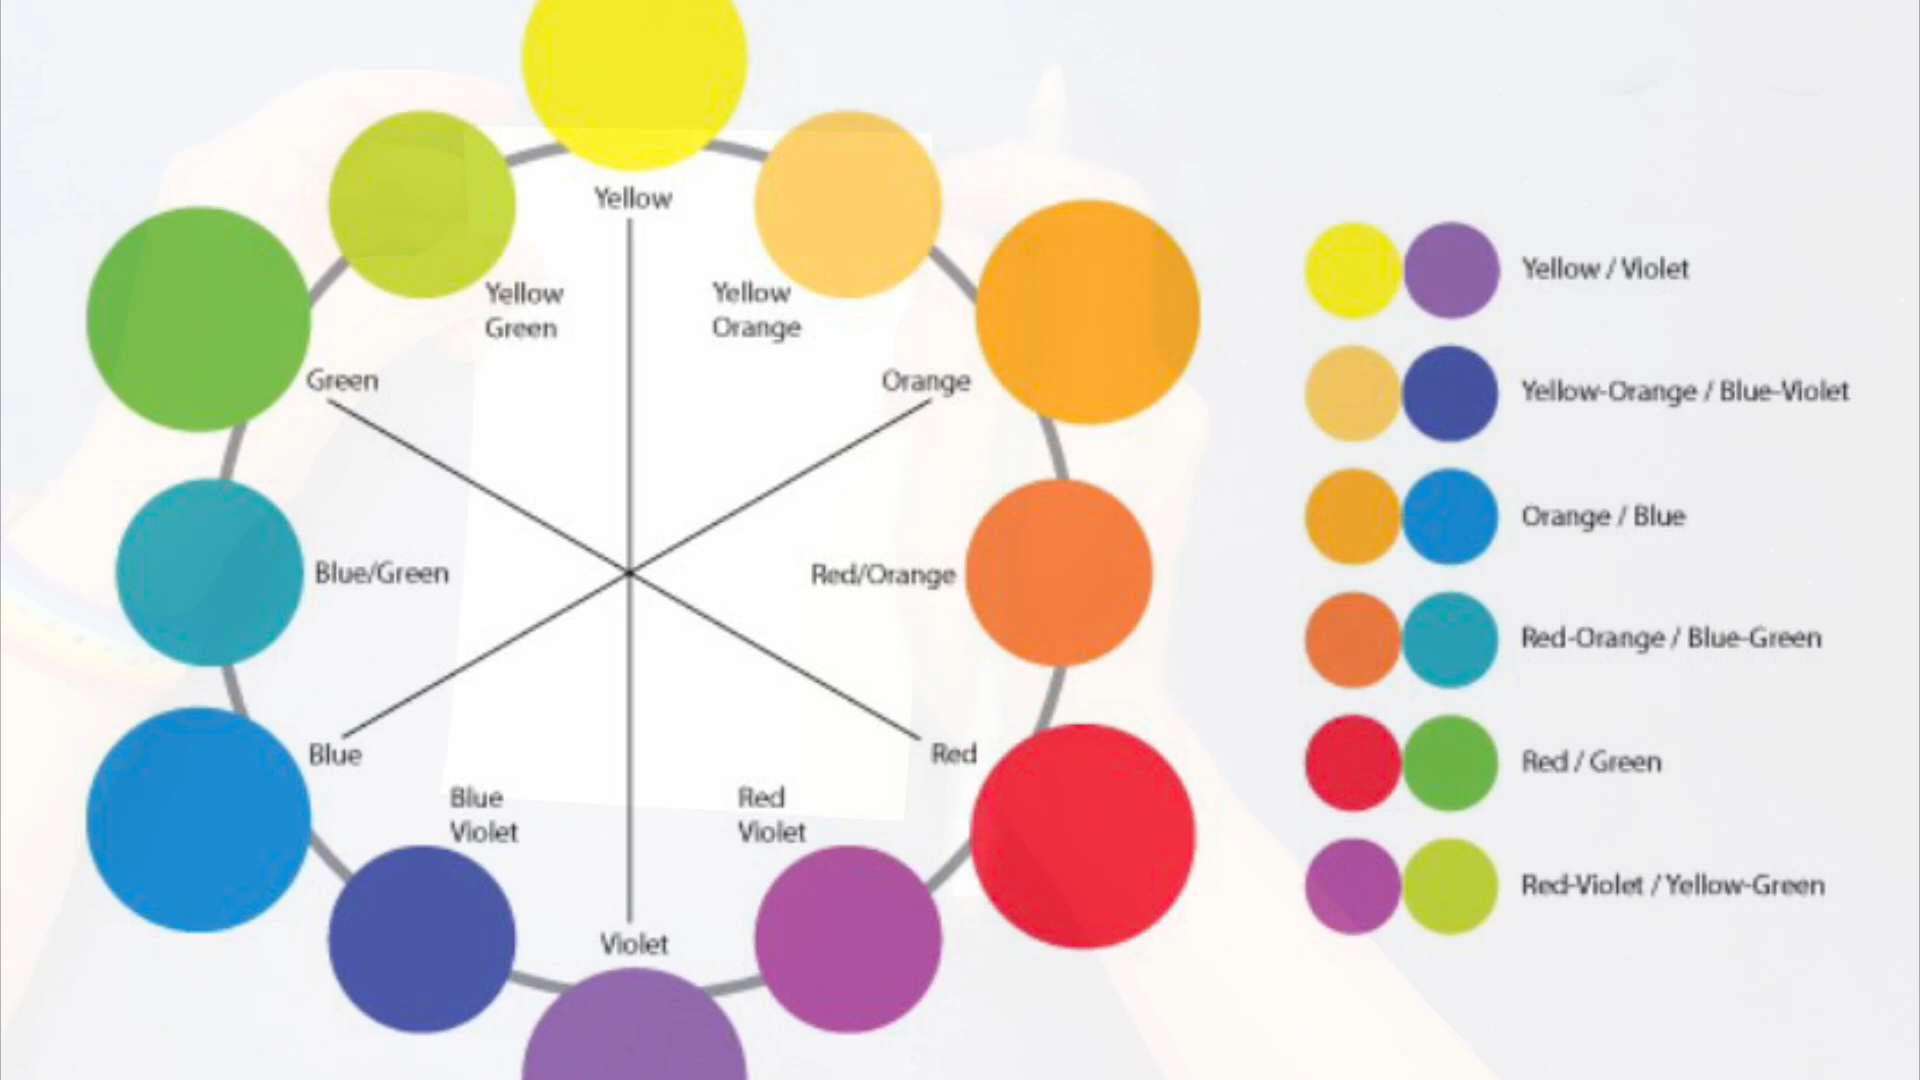 Yellow
Yellow
Green
Yellow
Orange
Green
Orange
Blue/Green
Red/Orange
Blue
Red
Blue
Violet
Red
Violet
Violet
Yellow / Violet
Yellow-Orange / Blue-Violet
Orange / Blue
Red-Orange / Blue-Green
Red / Green
Red-Violet / Yellow-Green